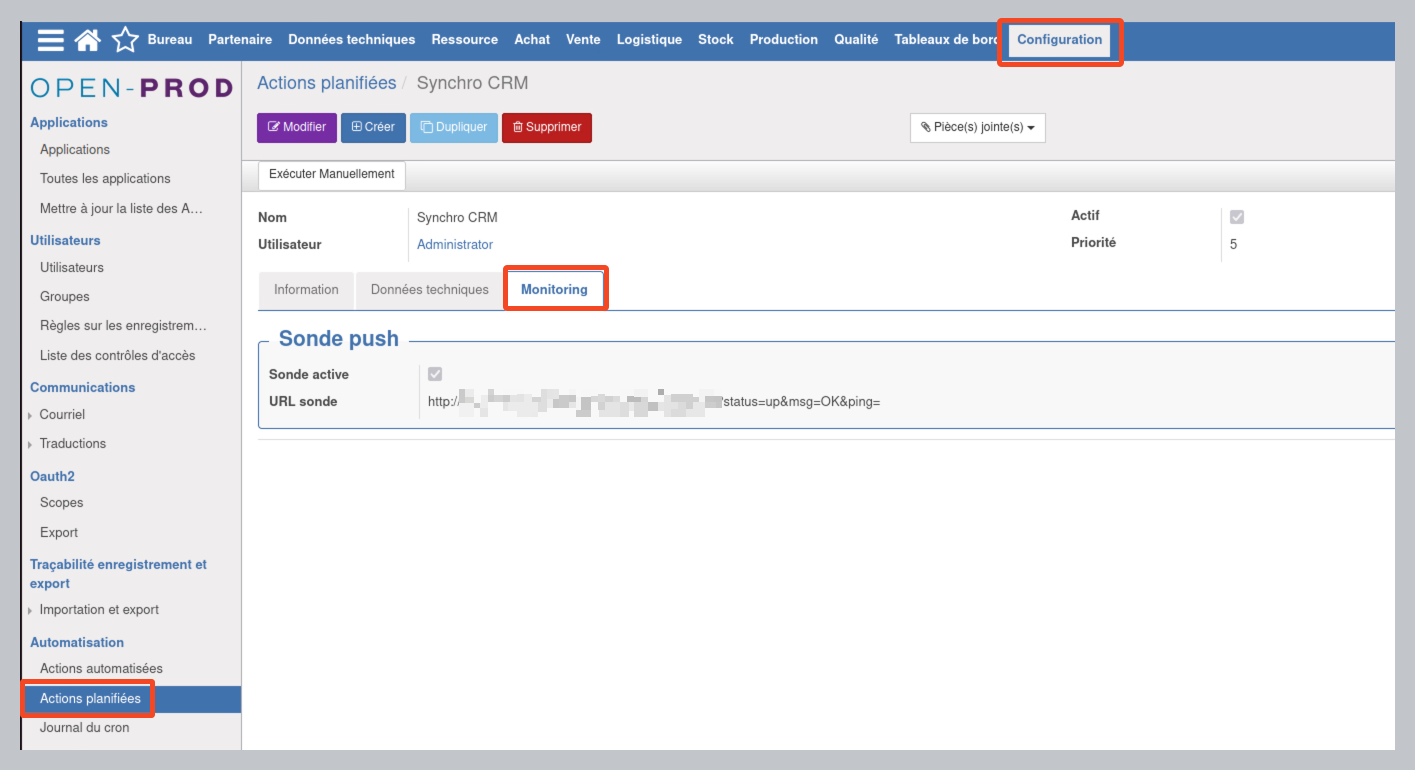 Bureau Partenaire Données techniques Ressource Achat Vente Logistique Stock Production Qualité Tableaux de bord Configuration
OPEN-PROD
Applications
Applications
Toutes les applications
Mettre à jour la liste des A…
Utilisateurs
Utilisateurs
Groupes
Règles sur les enregistrem…
Liste des contrôles d'accès
Communications
Courriel
Traductions
Oauth2
Scopes
Export
Traçabilité enregistrement et
export
Importation et export
Automatisation
Actions automatisées
Actions planifiées
Journal du cron
Actions planifiées / Synchro CRM
Modifier Créer Dupliquer Supprimer Pièce(s) jointe(s)
Exécuter Manuellement
Nom Synchro CRM Actif
Utilisateur Administrator Priorité 5
Information Données techniques Monitoring
Sonde push
Sonde active
URL sonde http:/ ?status=up&msg=OK&ping=